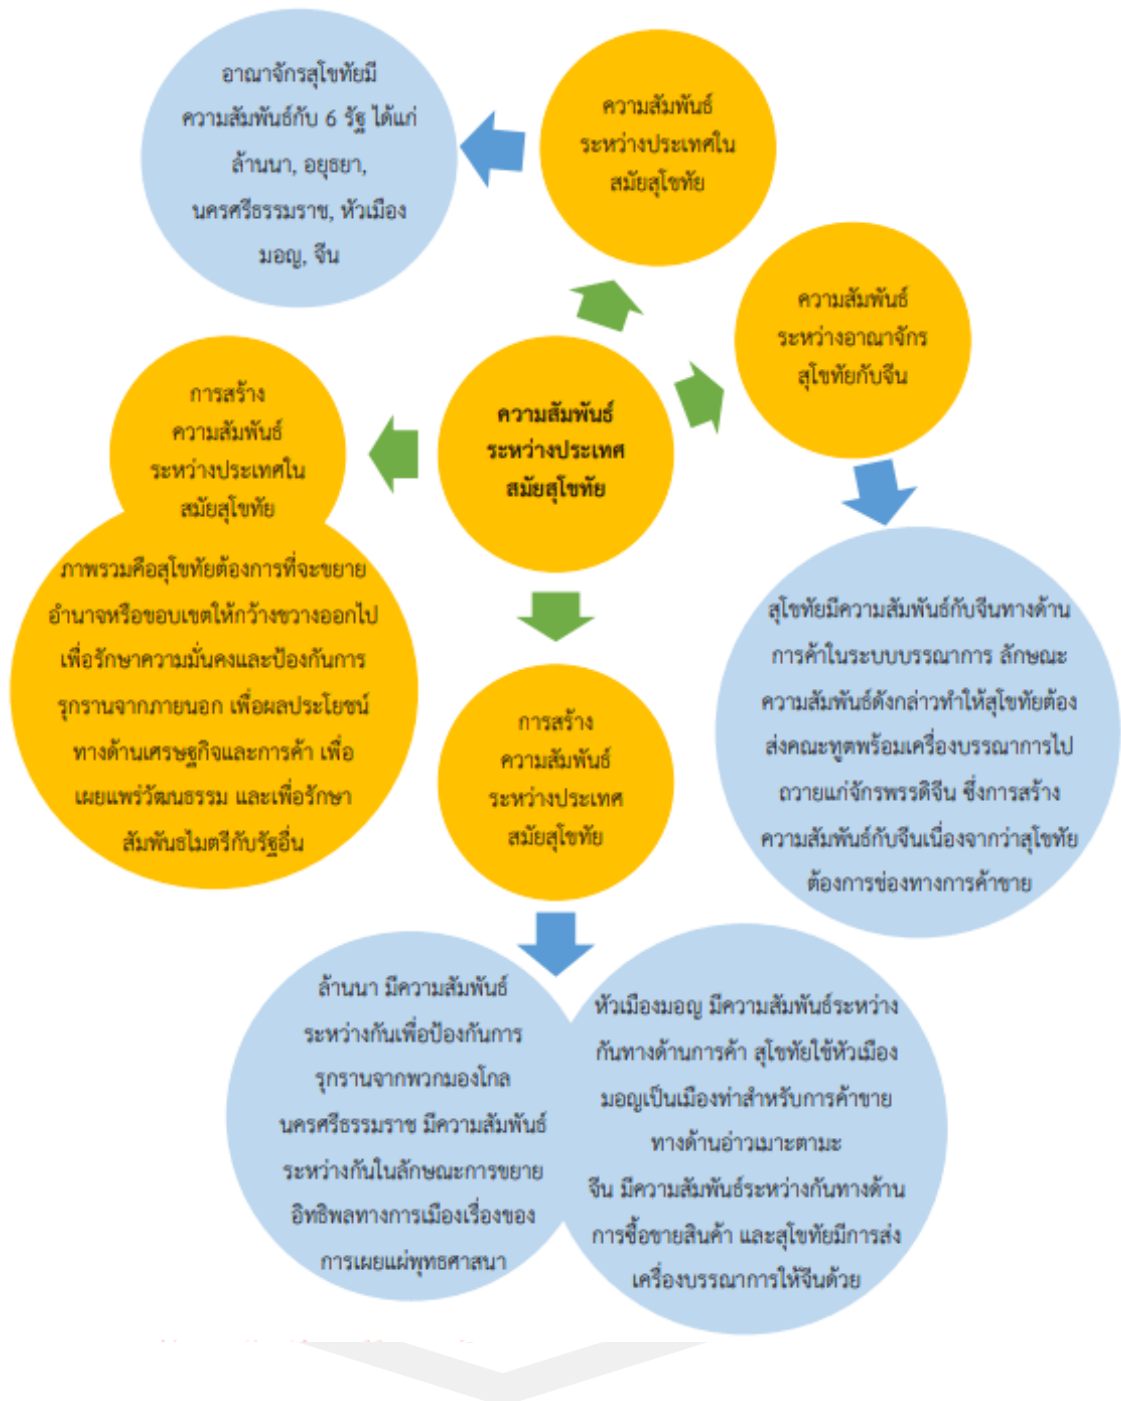 อาณาจักรสุโขทัยมี
ความสัมพันธ์กับ 6 รัฐ ได้แก่
ล้านนา, อยุธยา,
นครศรีธรรมราช, หัวเมือง
มอญ, จีน
ความสัมพันธ์
ระหว่างประเทศใน
สมัยสุโขทัย
ความสัมพันธ์
ระหว่างอาณาจักร
สุโขทัยกับจีน
การสร้าง
ความสัมพันธ์
ระหว่างประเทศใน
สมัยสุโขทัย
ความสัมพันธ์
ระหว่างประเทศ
สมัยสุโขทัย
ภาพรวมคือสุโขทัยต้องการที่จะขยาย
อำนาจหรือขอบเขตให้กว้างขวางออกไป
เพื่อรักษาความมั่นคงและป้องกันการ
รุกรานจากภายนอก เพื่อผลประโยชน์
ทางด้านเศรษฐกิจและการค้า เพื่อ
เผยแพร่วัฒนธรรม และเพื่อรักษา
สัมพันธไมตรีกับรัฐอื่น
สุโขทัยมีความสัมพันธ์กับจีนทางด้าน
การค้าในระบบบรรณาการ ลักษณะ
ความสัมพันธ์ดังกล่าวทำให้สุโขทัยต้อง
ส่งคณะทูตพร้อมเครื่องบรรณาการไป
ถวายแก่จักรพรรดิจีน ซึ่งการสร้าง
ความสัมพันธ์กับจีนเนื่องจากว่าสุโขทัย
ต้องการช่องทางการค้าขาย
การสร้าง
ความสัมพันธ์
ระหว่างประเทศ
สมัยสุโขทัย
ล้านนา มีความสัมพันธ์
ระหว่างกันเพื่อป้องกันการ
รุกรานจากพวกมองโกล
นครศรีธรรมราช มีความสัมพันธ์
ระหว่างกันในลักษณะการขยาย
อิทธิพลทางการเมืองเรื่องของ
การเผยแผ่พุทธศาสนา
หัวเมืองมอญ มีความสัมพันธ์ระหว่าง
กันทางด้านการค้า สุโขทัยใช้หัวเมือง
มอญเป็นเมืองท่าสำหรับการค้าขาย
ทางด้านอ่าวเมาะตามะ
จีน มีความสัมพันธ์ระหว่างกันทางด้าน
การซื้อขายสินค้า และสุโขทัยมีการส่ง
เครื่องบรรณาการให้จีนด้วย